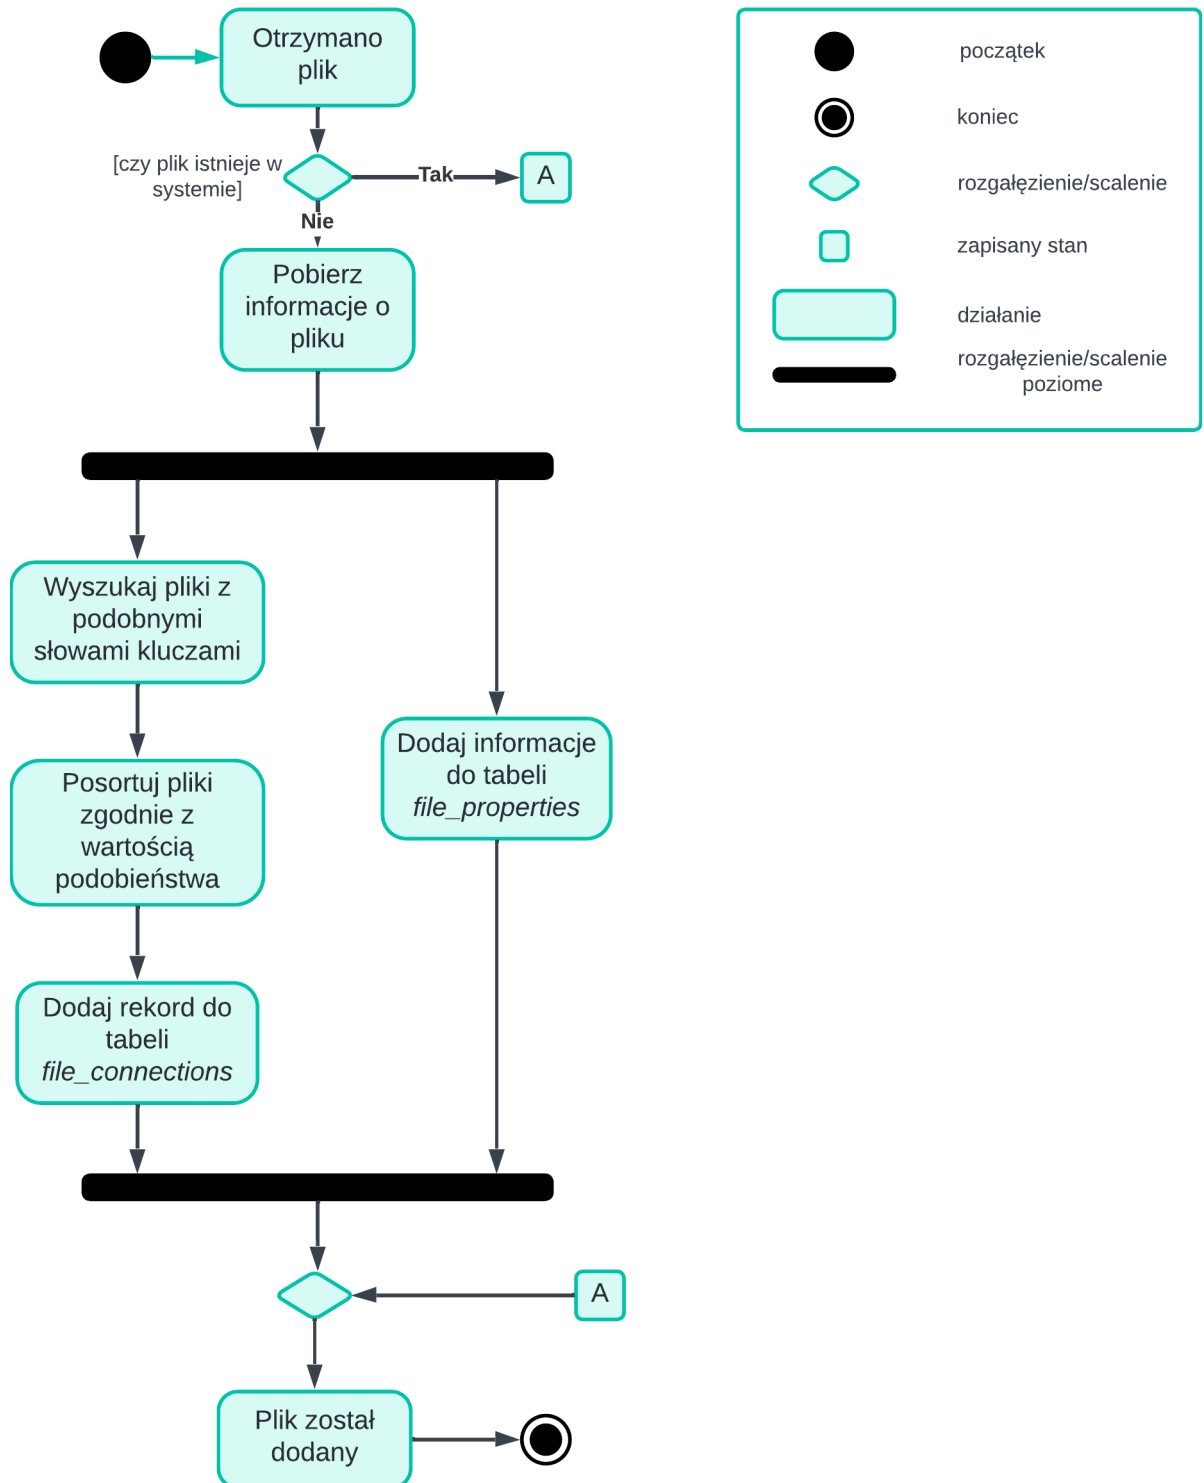 Otrzymano
plik
[czy plik istnieje w
systemie]
Tak
A
Nie
Pobierz
informacje o
pliku
Wyszukaj pliki z
podobnymi
słowami kluczami
Posortuj pliki
zgodnie z
wartością
podobieństwa
Dodaj rekord do
tabeli
file_connections
Dodaj informacje
do tabeli
file_properties
A
Plik został
dodany
początek
koniec
rozgałęzienie/scalenie
zapisany stan
działanie
rozgałęzienie/scalenie
poziome